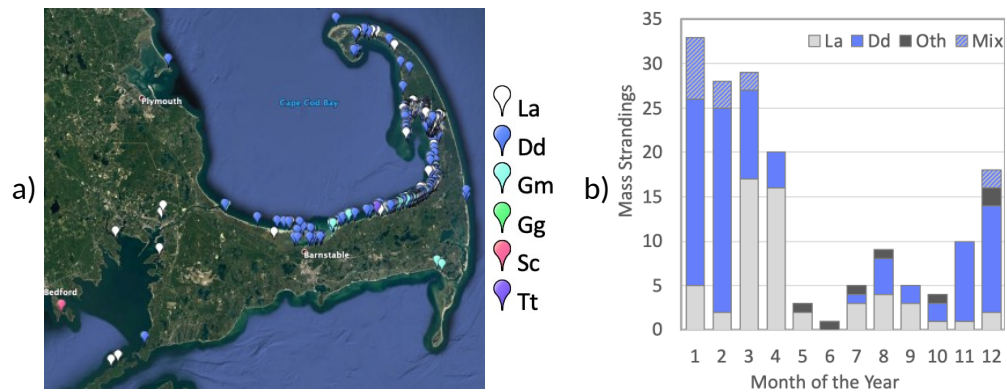 a)
Plymouth
Cape Cod Bay
Barnstable
Bedford
La
Dd
Gm
Gg
Sc
Tt
b)
La Dd Oth Mix
Mass Strandings
35
30
25
20
15
10
5
0
1 2 3 4 5 6 7 8 9 10 11 12
Month of the Year